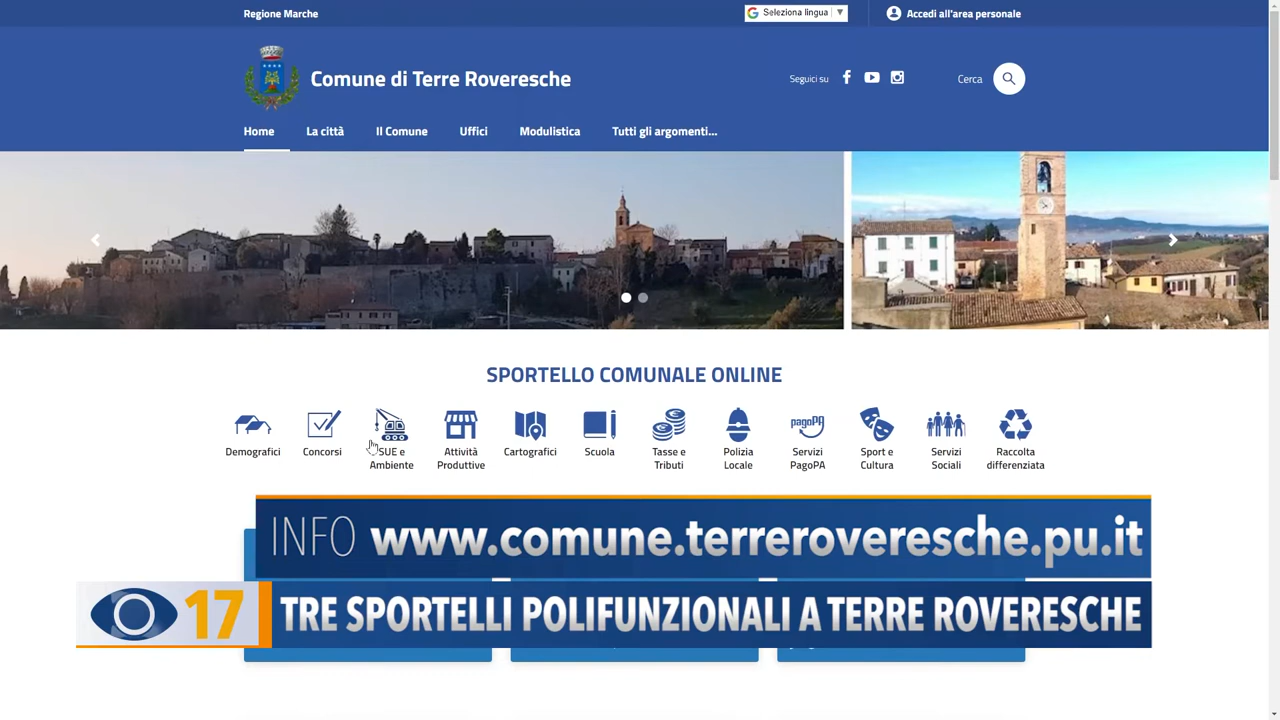 Regione Marche
Seleziona lingua
Accedi all'area personale
Comune di Terre Roveresche
Seguici su
Cerca
Home La città Il Comune Uffici Modulistica Tutti gli argomenti...
SPORTELLO COMUNALE ONLINE
Demografici
Concorsi
SUE e
Ambiente
Attività
Produttive
Cartografici
Scuola
Tasse e
Tributi
Polizia
Locale
pagoPA
Servizi
PagoPA
Sport e
Cultura
Servizi
Sociali
Raccolta
differenziata
INFO www.comune.terreroveresche.pu.it
17 TRE SPORTELLI POLIFUNZIONALI A TERRE ROVERESCHE